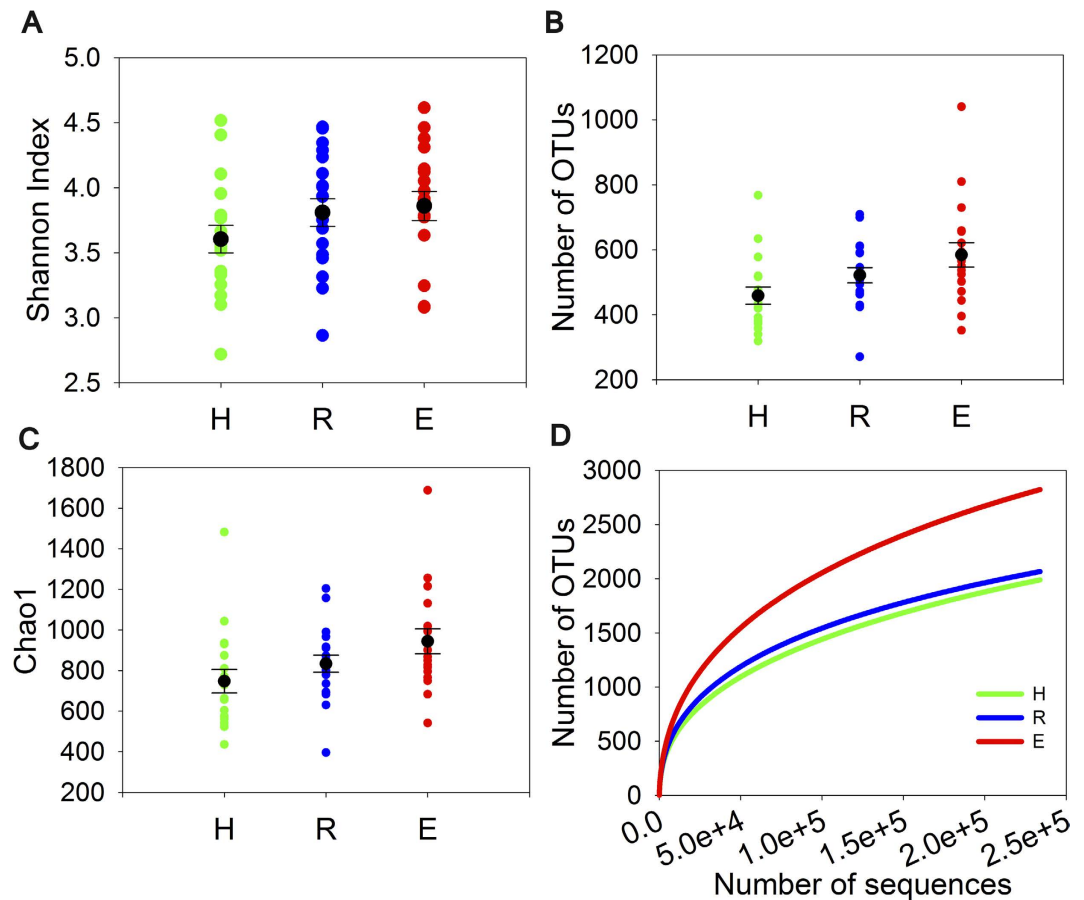 A
5.0
4.5
4.0
3.5
3.0
2.5
Shannon Index
H R E
B
1200
1000
800
600
400
200
Number of OTUs
H R E
C
1800
1600
1400
1200
1000
800
600
400
200
Chao1
H R E
D
3000
2500
2000
1500
1000
500
0
Number of OTUs
H
R
E
0.0 5.0e+4 1.0e+5 1.5e+5 2.0e+5 2.5e+5
Number of sequences